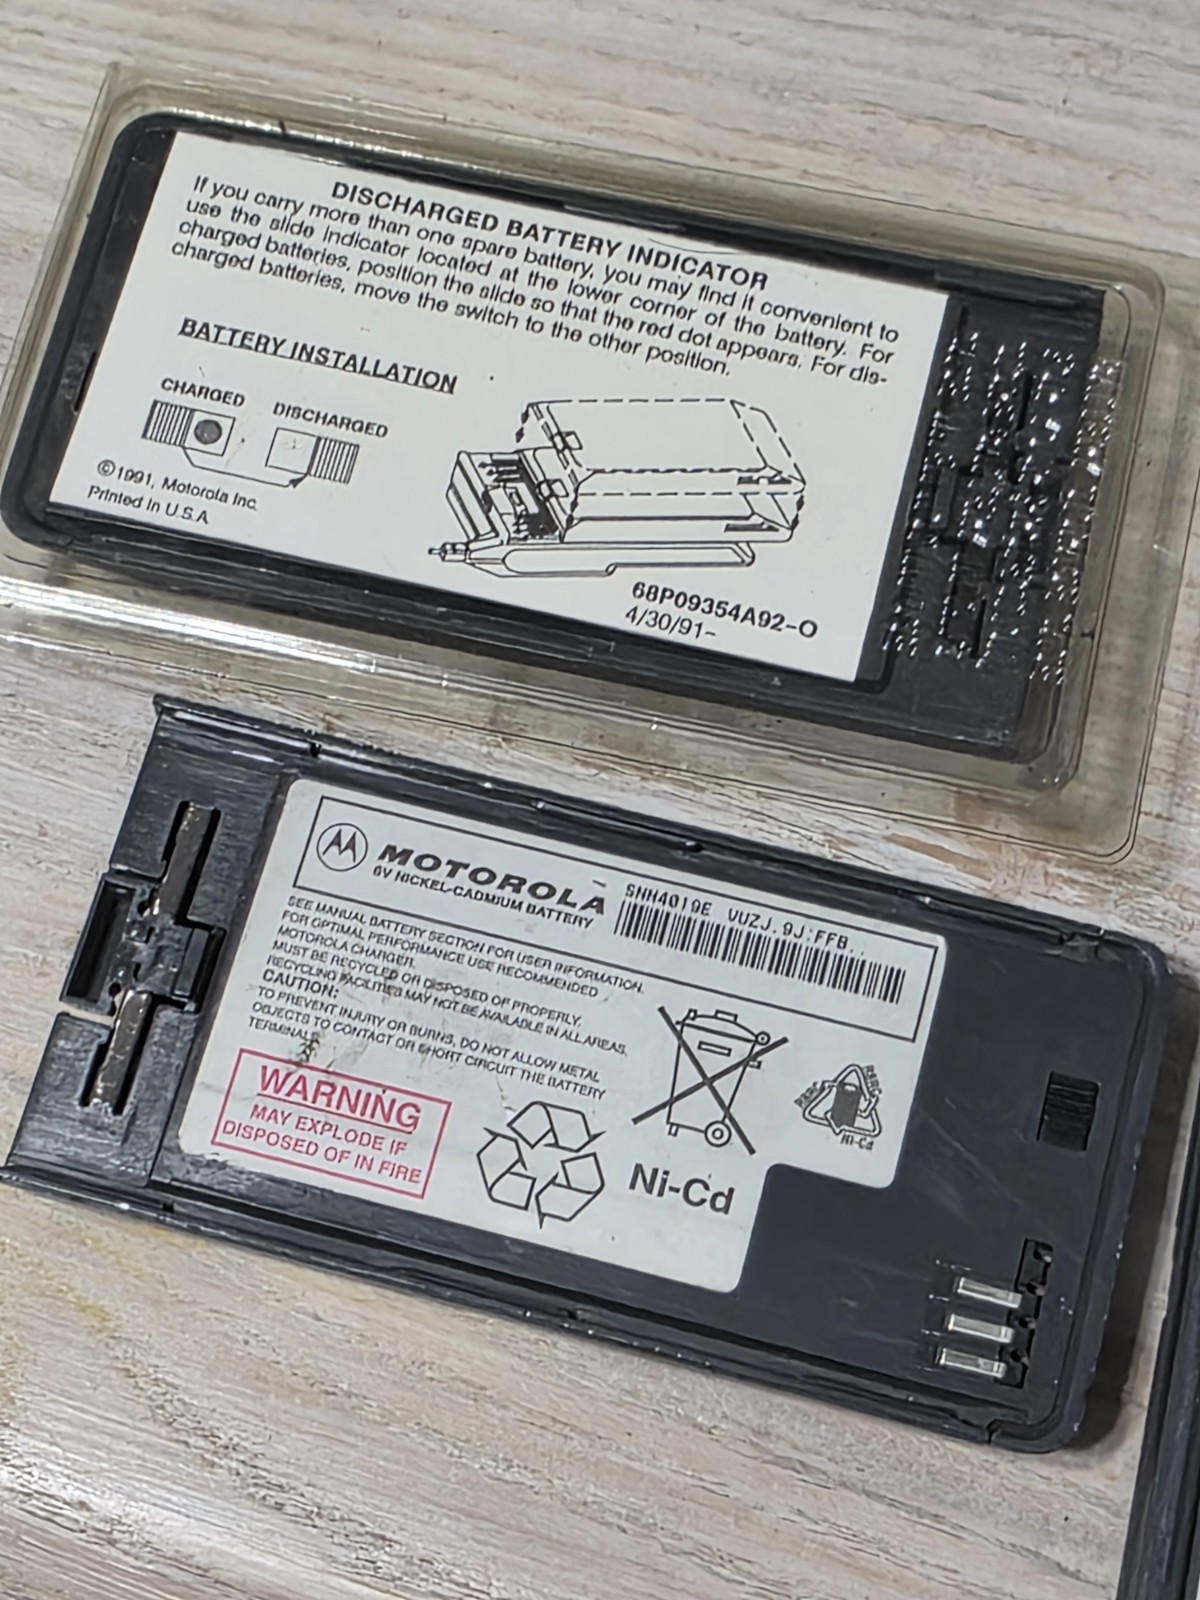 DISCHARGED BATTERY INDICATOR
If you carry more than one spare battery, you may find it convenient to
use the slide indicator located at the lower corner of the battery. For
charged batteries, position the slide so that the red dot appears. For dis-
charged batteries, move the switch to the other position.
BATTERY INSTALLATION
CHARGED
DISCHARGED
©1991, Motorola Inc.
Printed in U.S.A
68P09354A92-O
4/30/91-
MOTOROLA
6V NICKEL-CADMIUM BATTERY
SNN4019E VUZJ.9J:FFB
SEE MANUAL BATTERY SECTION FOR USER INFORMATION.
FOR OPTIMAL PERFORMANCE USE RECOMMENDED
MOTOROLA CHARGER.
MUST BE RECYCLED OR DISPOSED OF PROPERLY.
RECYCLING FACILITIES MAY NOT BE AVAILABLE IN ALL AREAS.
CAUTION:
TO PREVENT INJURY OR BURNS, DO NOT ALLOW METAL
OBJECTS TO CONTACT OR SHORT CIRCUIT THE BATTERY
TERMINALS.
WARNING
MAY EXPLODE IF
DISPOSED OF IN FIRE
Ni-Cd
RBRC
Ni-Cd